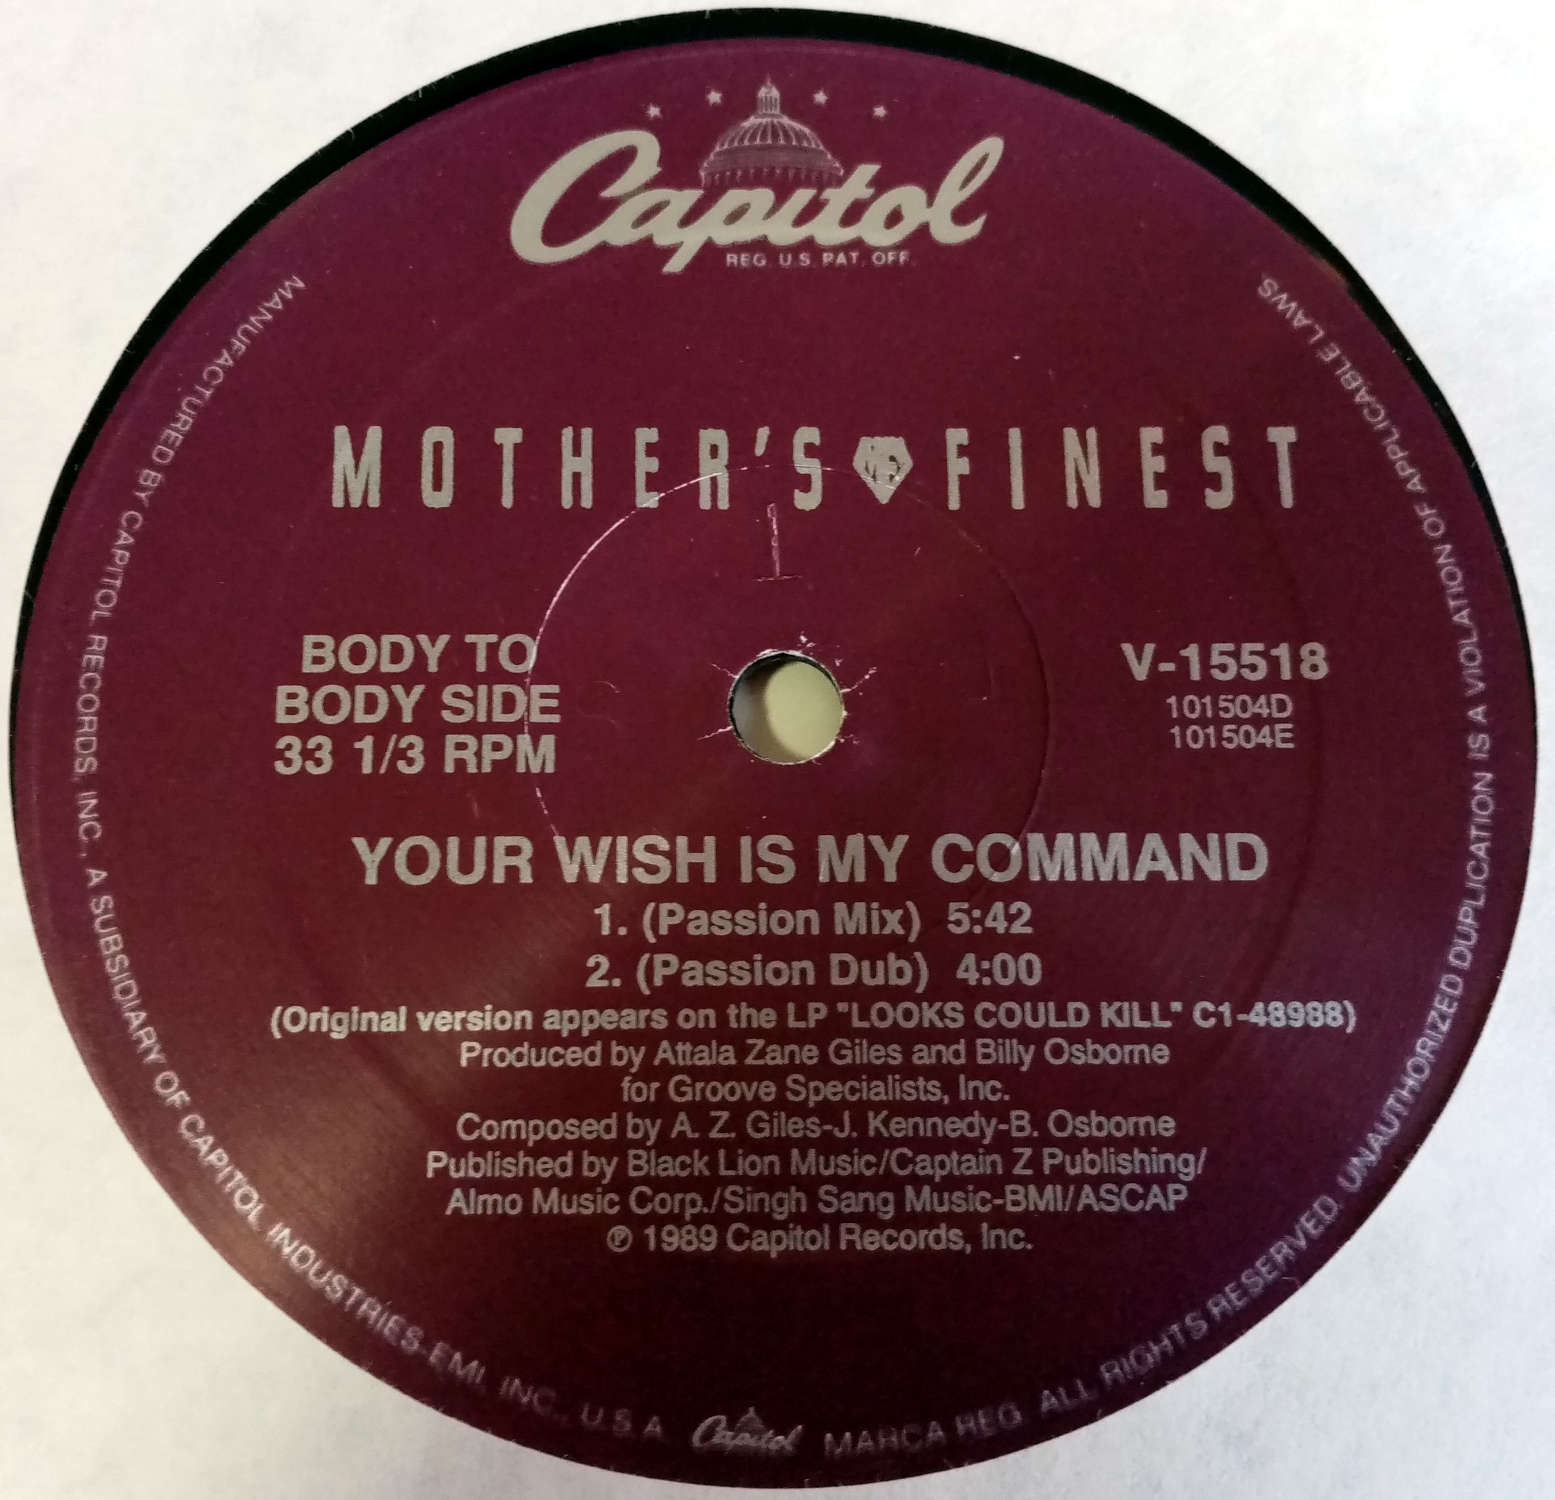 Capitol
REG. U.S. PAT. OFF.
MOTHER'S FINEST
1
BODY TO
BODY SIDE
33 1/3 RPM
V-15518
101504D
101504E
YOUR WISH IS MY COMMAND
1. (Passion Mix) 5:42
2. (Passion Dub) 4:00
(Original version appears on the LP "LOOKS COULD KILL" C1-48988)
Produced by Attala Zane Giles and Billy Osborne
for Groove Specialists, Inc.
Composed by A. Z. Giles-J. Kennedy-B. Osborne
Published by Black Lion Music/Captain Z Publishing/
Almo Music Corp./Singh Sang Music-BMI/ASCAP
℗ 1989 Capitol Records, Inc.
MANUFACTURED BY CAPITOL RECORDS, INC., A SUBSIDIARY OF CAPITOL INDUSTRIES-EMI, INC., U.S.A. Capitol MARCA REG. ALL RIGHTS RESERVED. UNAUTHORIZED DUPLICATION IS A VIOLATION OF APPLICABLE LAWS.